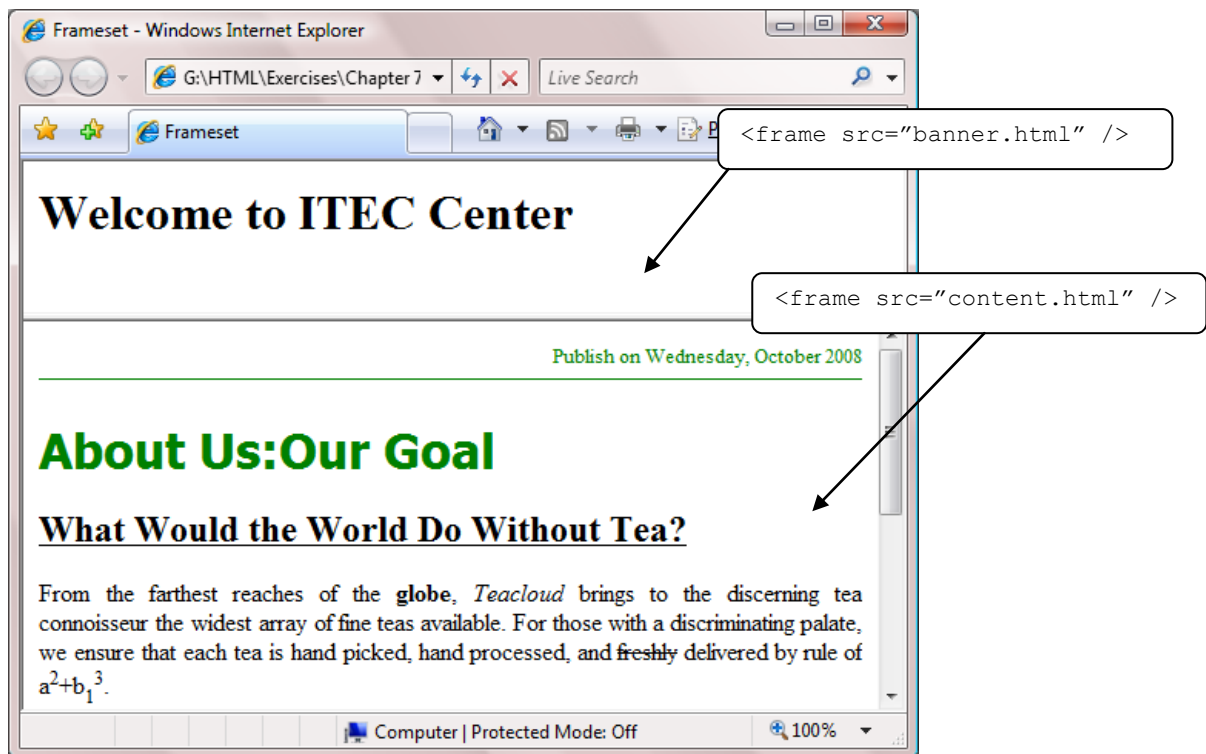 Frameset - Windows Internet Explorer
G:\HTML\Exercises\Chapter 7
Live Search
Frameset
<frame src=”banner.html” />
Welcome to ITEC Center
<frame src=”content.html” />
Publish on Wednesday, October 2008
About Us:Our Goal
What Would the World Do Without Tea?
From the farthest reaches of the globe, Teacloud brings to the discerning tea
connoisseur the widest array of fine teas available. For those with a discriminating palate,
we ensure that each tea is hand picked, hand processed, and freshly delivered by rule of
a²+b₁³.
Computer | Protected Mode: Off
100%